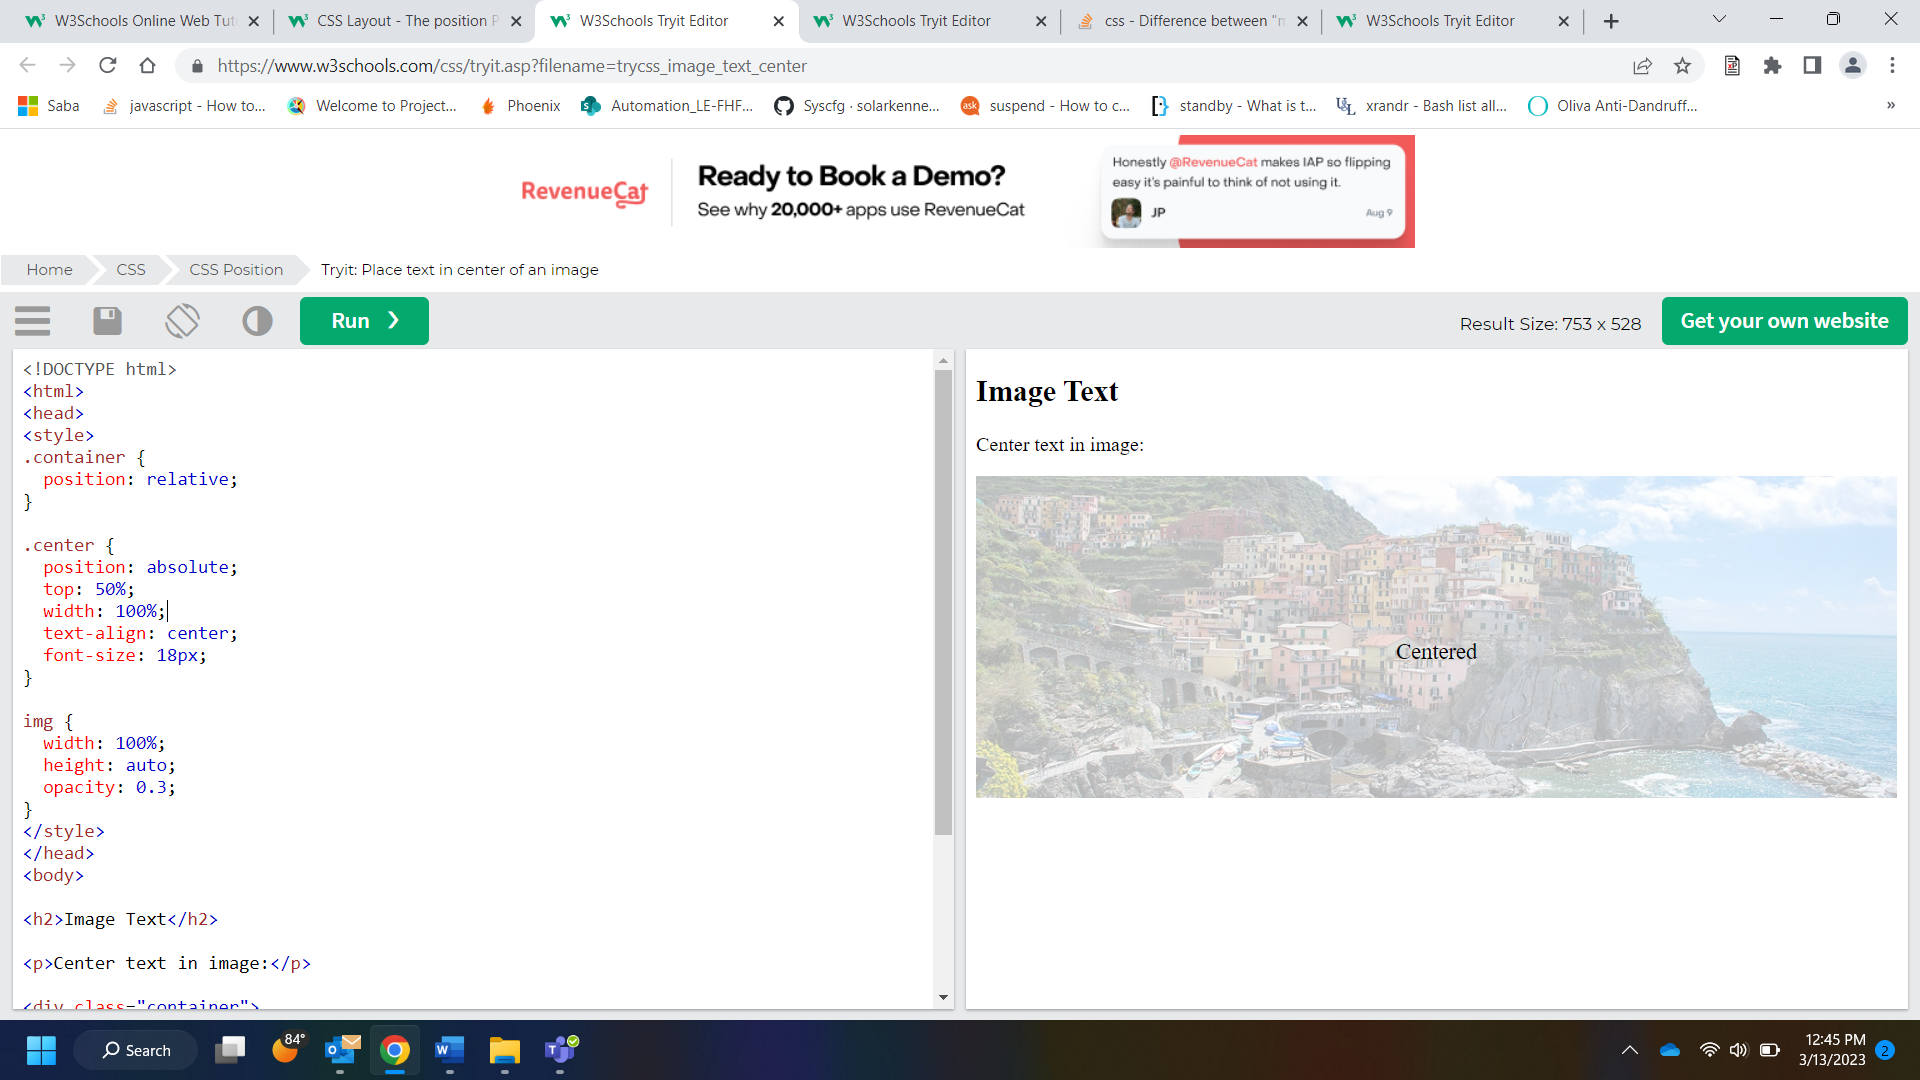 W3Schools Online Web Tut
CSS Layout - The position P
W3Schools Tryit Editor
W3Schools Tryit Editor
css - Difference between "m
W3Schools Tryit Editor
https://www.w3schools.com/css/tryit.asp?filename=trycss_image_text_center
Saba
javascript - How to...
Welcome to Project...
Phoenix
Automation_LE-FHF...
Syscfg · solarkenne...
ask
suspend - How to c...
standby - What is t...
xrandr - Bash list all...
Oliva Anti-Dandruff...
»
RevenueCat
Ready to Book a Demo?
See why 20,000+ apps use RevenueCat
Honestly @RevenueCat makes IAP so flipping
easy it's painful to think of not using it.
JP
Aug 9
Home
CSS
CSS Position
Tryit: Place text in center of an image
Run ❯
Result Size: 753 x 528
Get your own website
<!DOCTYPE html>
<html>
<head>
<style>
.container {
  position: relative;
}
.center {
  position: absolute;
  top: 50%;
  width: 100%;
  text-align: center;
  font-size: 18px;
}
img {
  width: 100%;
  height: auto;
  opacity: 0.3;
}
</style>
</head>
<body>
<h2>Image Text</h2>
<p>Center text in image:</p>
<div class="container">
Image Text
Center text in image:
Centered
Search
84°
12:45 PM
3/13/2023
2